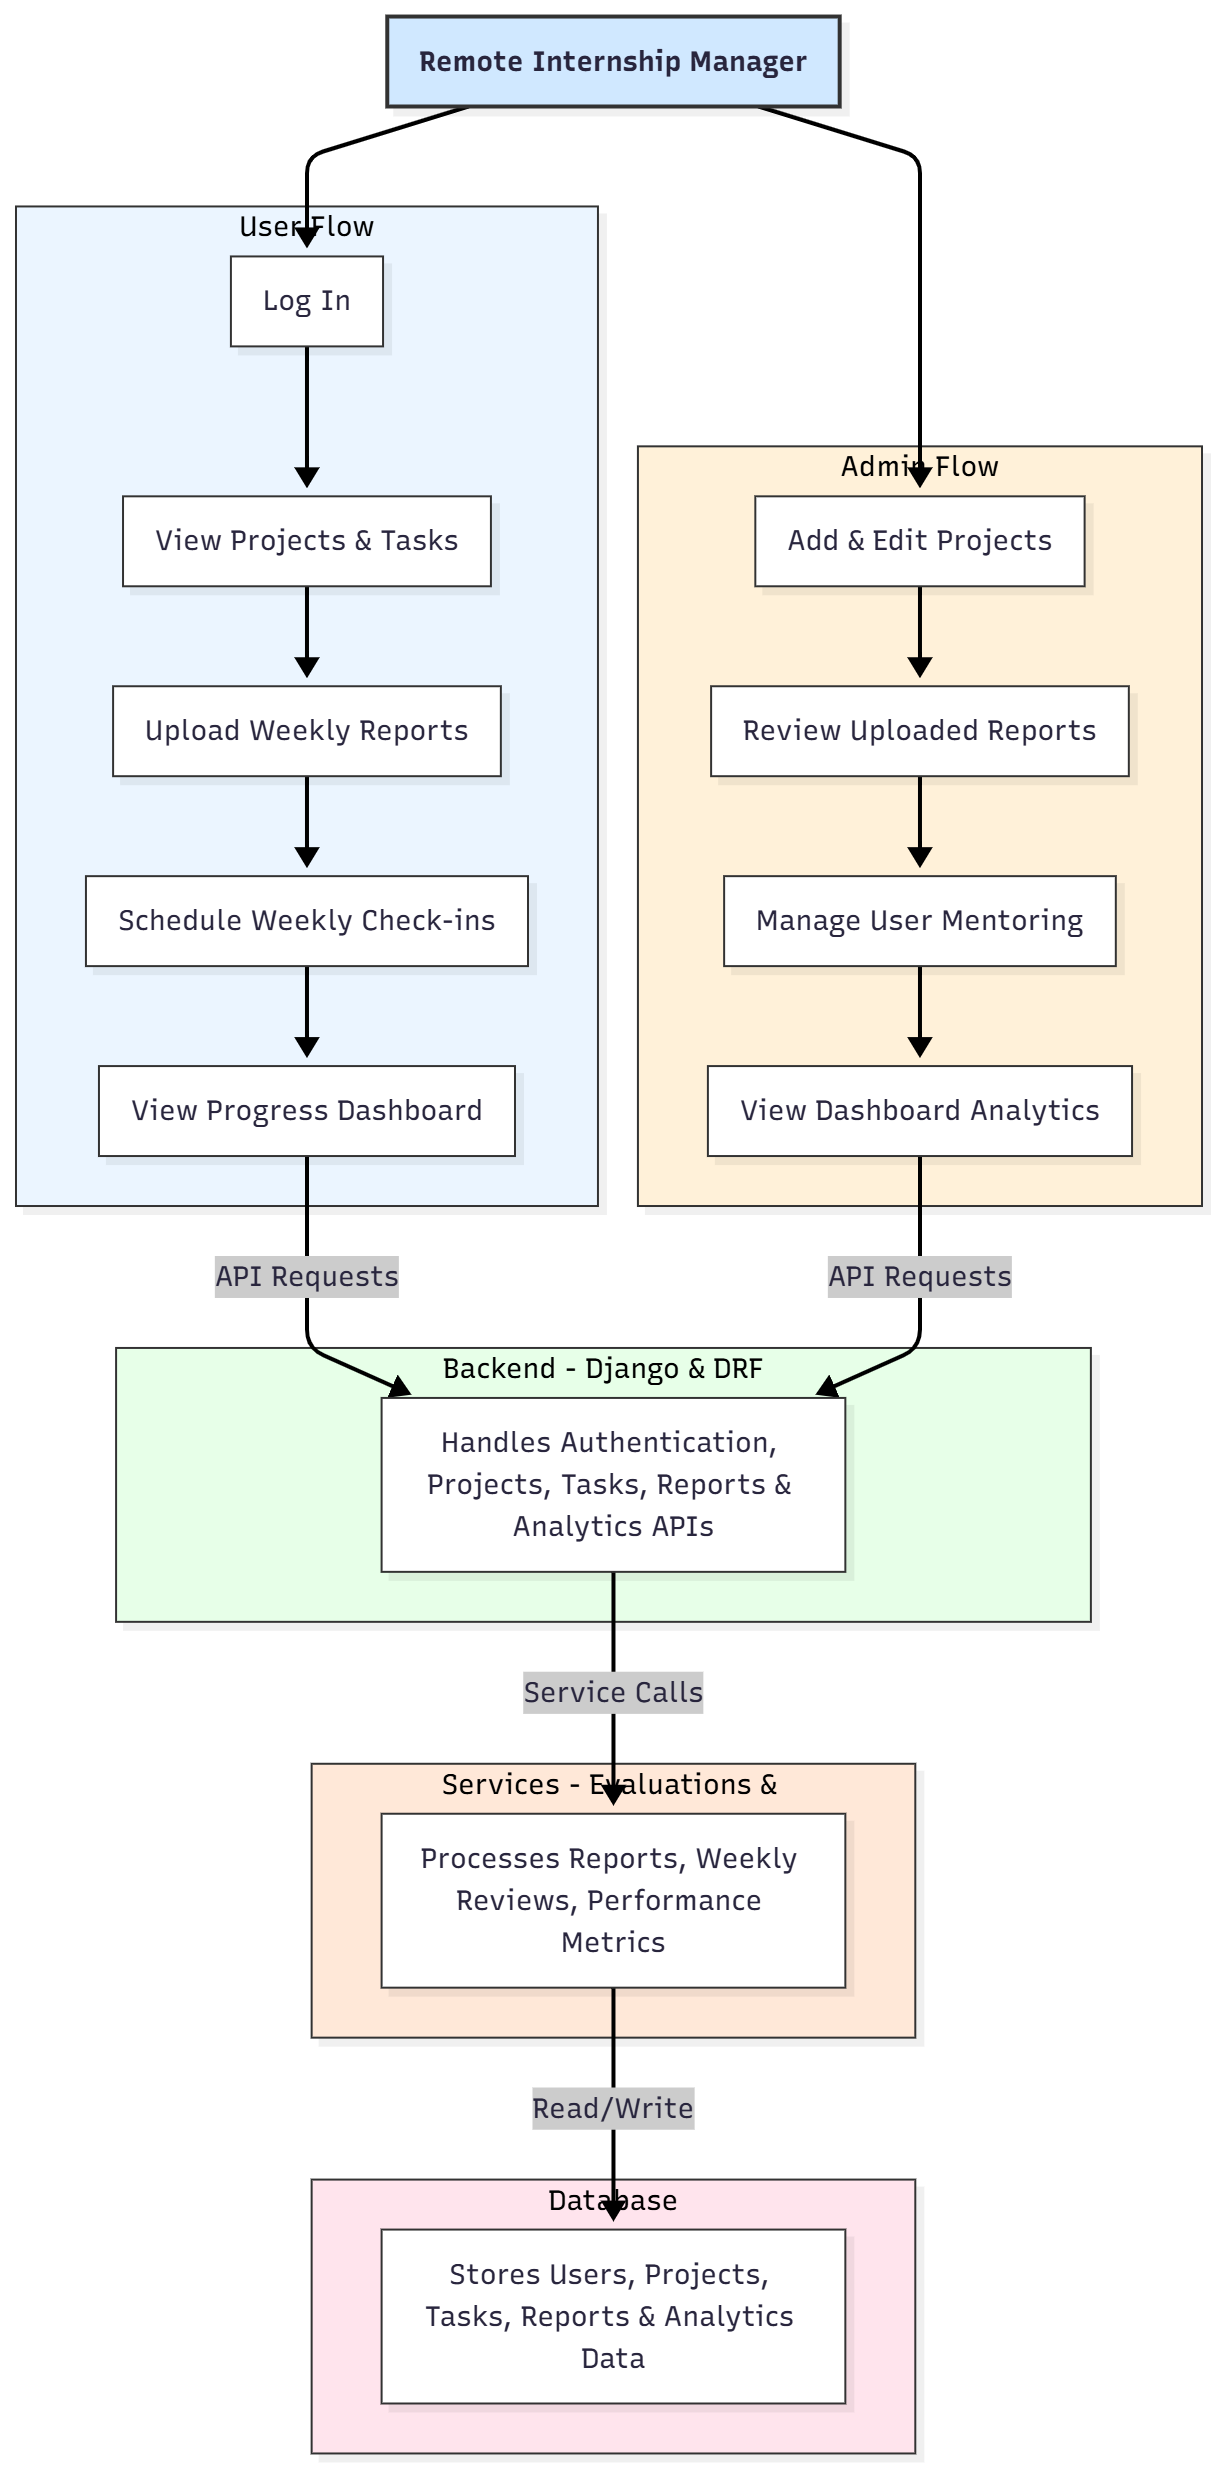 Remote Internship Manager
User Flow
Log In
View Projects & Tasks
Upload Weekly Reports
Schedule Weekly Check-ins
View Progress Dashboard
Admin Flow
Add & Edit Projects
Review Uploaded Reports
Manage User Mentoring
View Dashboard Analytics
API Requests
API Requests
Backend - Django & DRF
Handles Authentication,
Projects, Tasks, Reports &
Analytics APIs
Service Calls
Services - Evaluations &
Processes Reports, Weekly
Reviews, Performance
Metrics
Read/Write
Database
Stores Users, Projects,
Tasks, Reports & Analytics
Data